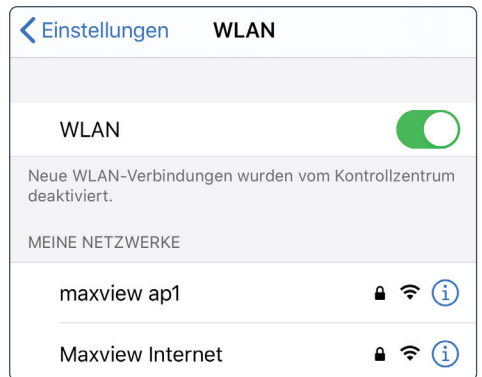 Einstellungen WLAN
WLAN
Neue WLAN-Verbindungen wurden vom Kontrollzentrum
deaktiviert.
MEINE NETZWERKE
maxview ap1
Maxview Internet